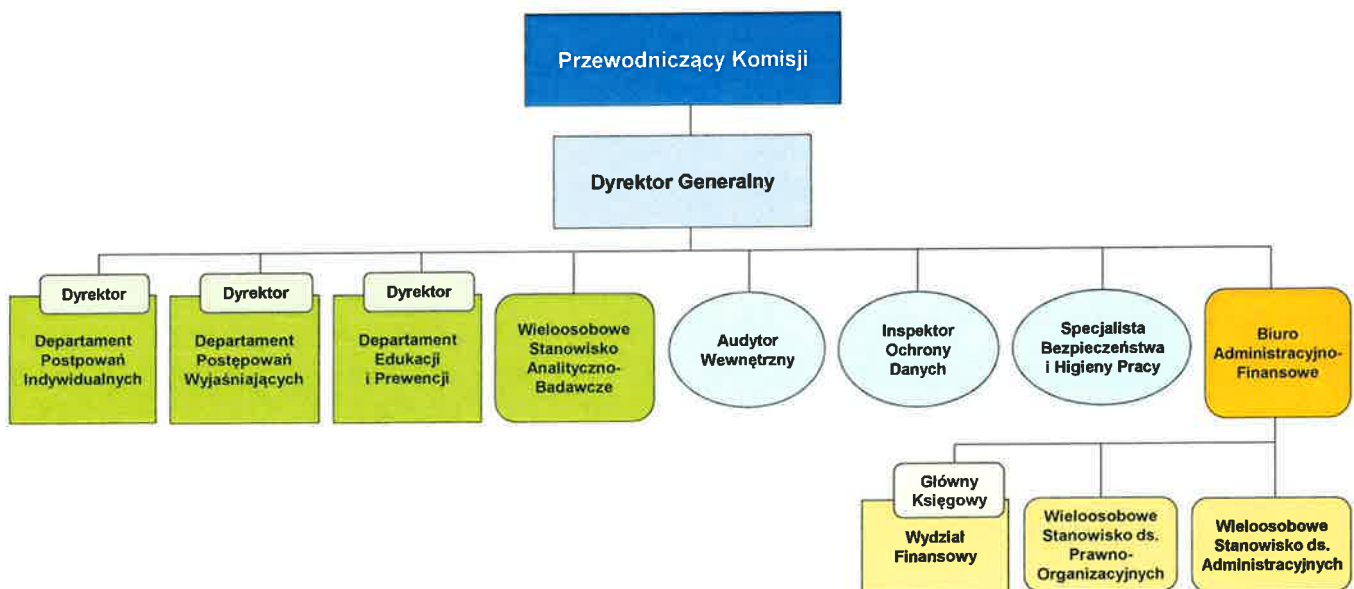 Przewodniczący Komisji
Dyrektor Generalny
Dyrektor
Departament
Postpowań
Indywidualnych
Dyrektor
Departament
Postępowań
Wyjaśniających
Dyrektor
Departament
Edukacji
i Prewencji
Wieloosobowe
Stanowisko
Analityczno-
Badawcze
Audytor
Wewnętrzny
Inspektor
Ochrony
Danych
Specjalista
Bezpieczeństwa
i Higieny Pracy
Biuro
Administracyjno-
Finansowe
Główny
Księgowy
Wydział
Finansowy
Wieloosobowe
Stanowisko ds.
Prawno-
Organizacyjnych
Wieloosobowe
Stanowisko ds.
Administracyjnych